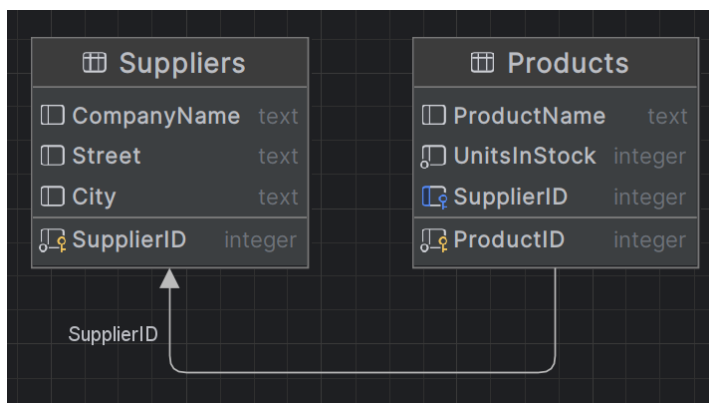 Suppliers
CompanyName text
Street text
City text
SupplierID integer
Products
ProductName text
UnitsInStock integer
SupplierID integer
ProductID integer
SupplierID